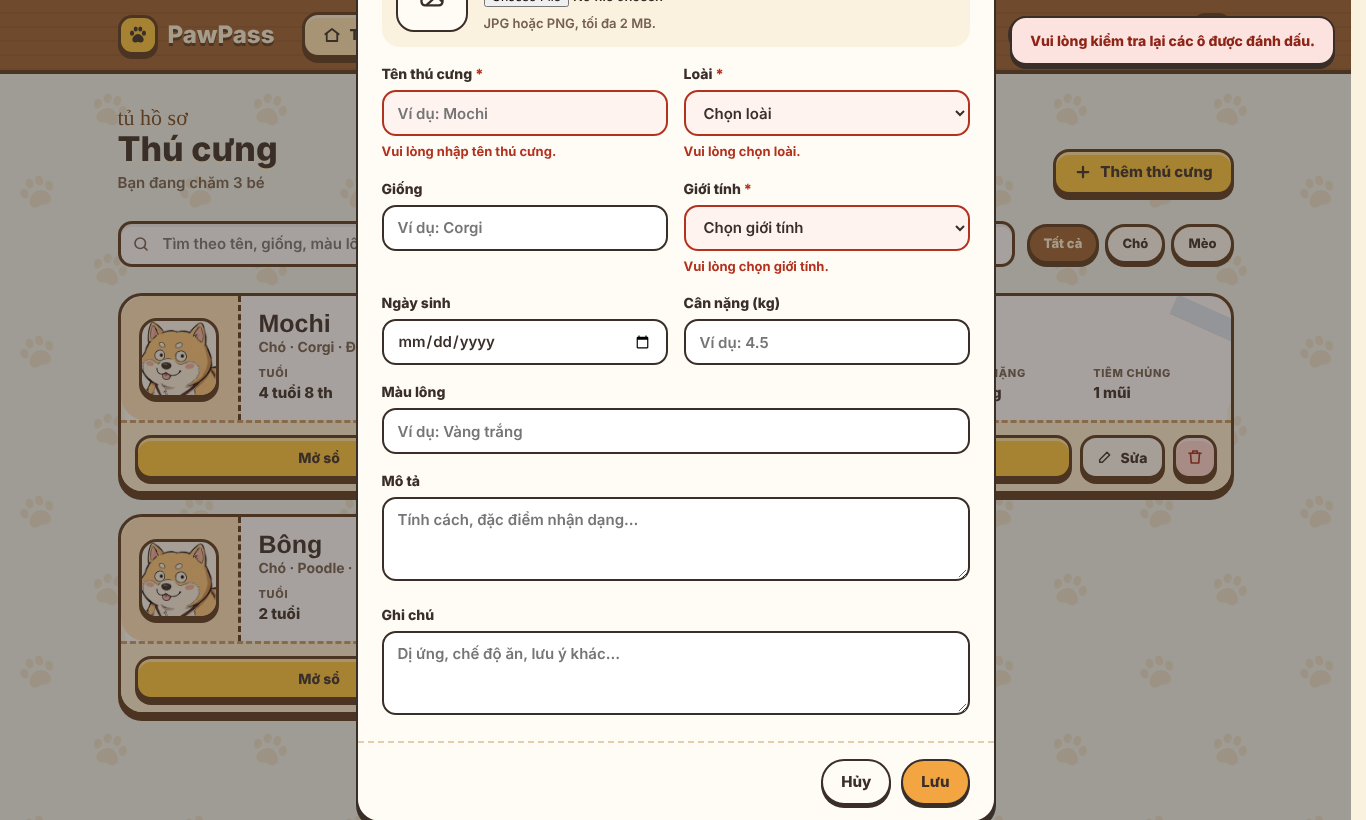 PawPass
JPG hoặc PNG, tối đa 2 MB.
Vui lòng kiểm tra lại các ô được đánh dấu.
tủ hồ sơ
Thú cưng
Bạn đang chăm 3 bé
Thêm thú cưng
Tìm theo tên, giống, màu
Tất cả
Chó
Mèo
Tên thú cưng *
Loài *
Ví dụ: Mochi
Chọn loài
Vui lòng nhập tên thú cưng.
Vui lòng chọn loài.
Giống
Giới tính *
Ví dụ: Corgi
Chọn giới tính
Vui lòng chọn giới tính.
Ngày sinh
Cân nặng (kg)
mm/dd/yyyy
Ví dụ: 4.5
Màu lông
Ví dụ: Vàng trắng
Mô tả
Tính cách, đặc điểm nhận dạng...
Ghi chú
Dị ứng, chế độ ăn, lưu ý khác...
Hủy
Lưu
Mochi
Chó · Corgi ·
TUỔI
4 tuổi 8 th
Mở sổ
TIÊM CHỦNG
1 mũi
Sửa
Bông
Chó · Poodle ·
TUỔI
2 tuổi
Mở sổ